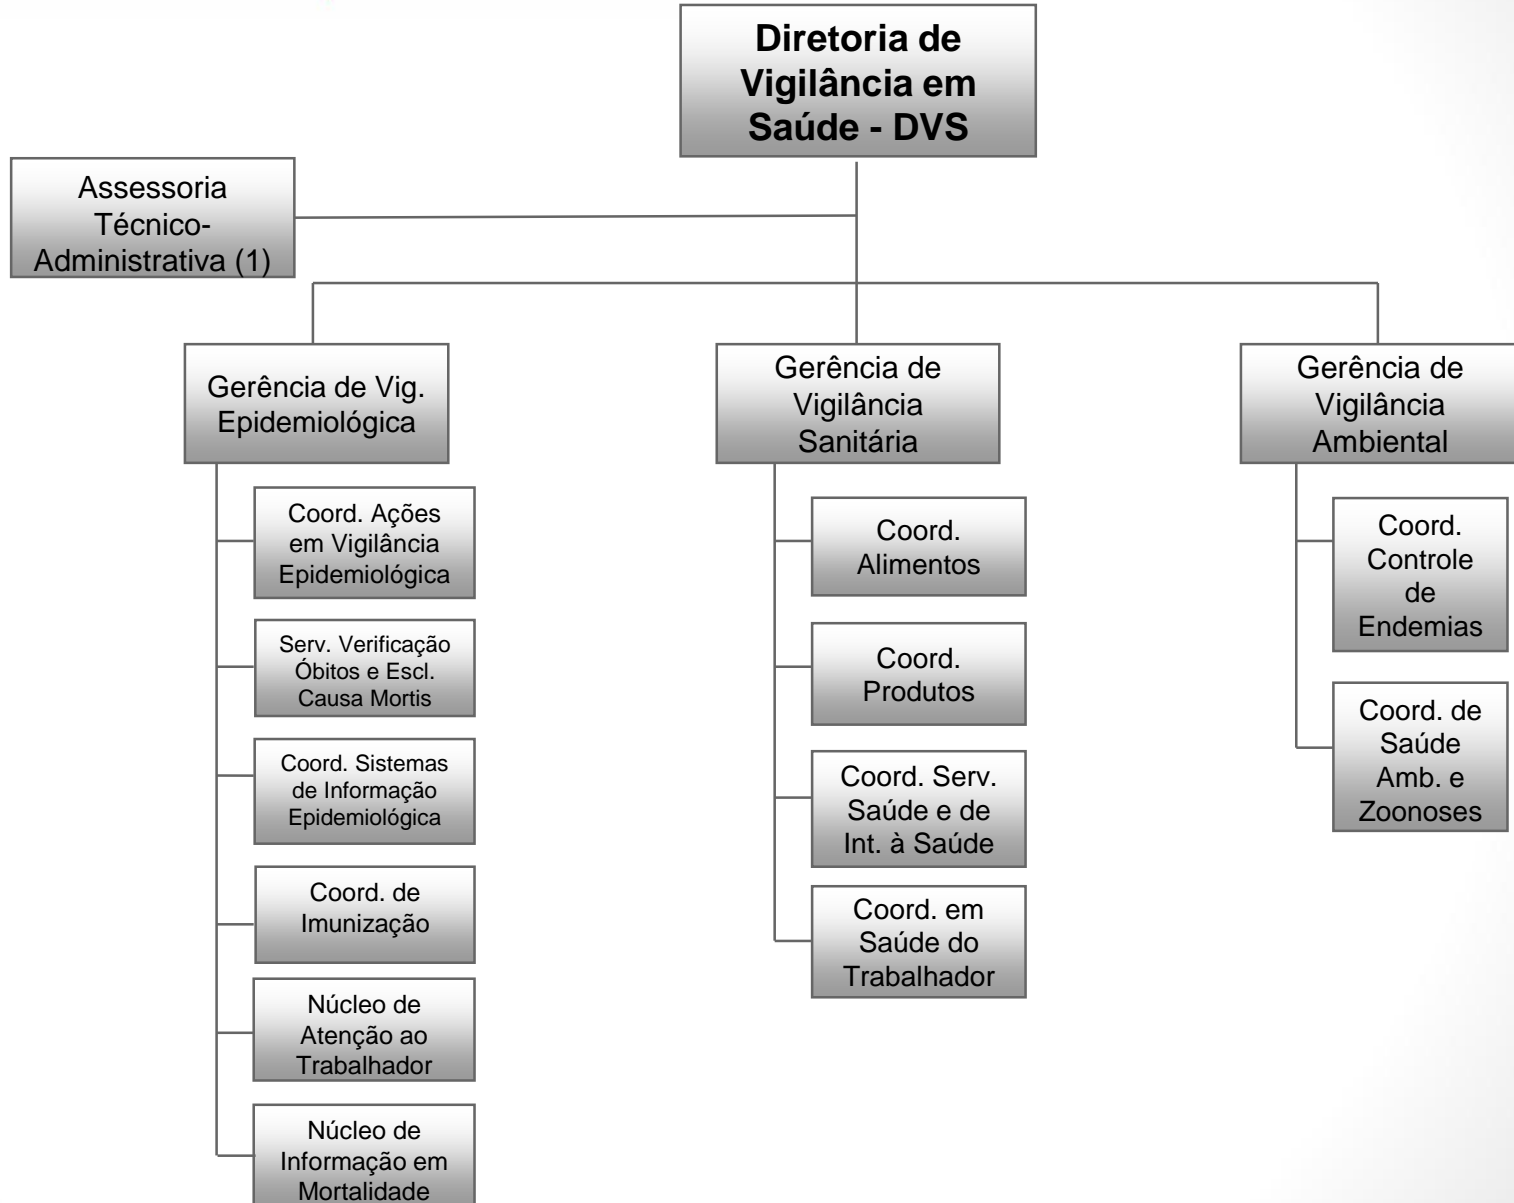 Diretoria de
Vigilância em
Saúde - DVS
Assessoria
Técnico-
Administrativa (1)
Gerência de Vig.
Epidemiológica
Coord. Ações
em Vigilância
Epidemiológica
Serv. Verificação
Óbitos e Escl.
Causa Mortis
Coord. Sistemas
de Informação
Epidemiológica
Coord. de
Imunização
Núcleo de
Atenção ao
Trabalhador
Núcleo de
Informação em
Mortalidade
Gerência de
Vigilância
Sanitária
Coord.
Alimentos
Coord.
Produtos
Coord. Serv.
Saúde e de
Int. à Saúde
Coord. em
Saúde do
Trabalhador
Gerência de
Vigilância
Ambiental
Coord.
Controle
de
Endemias
Coord. de
Saúde
Amb. e
Zoonoses